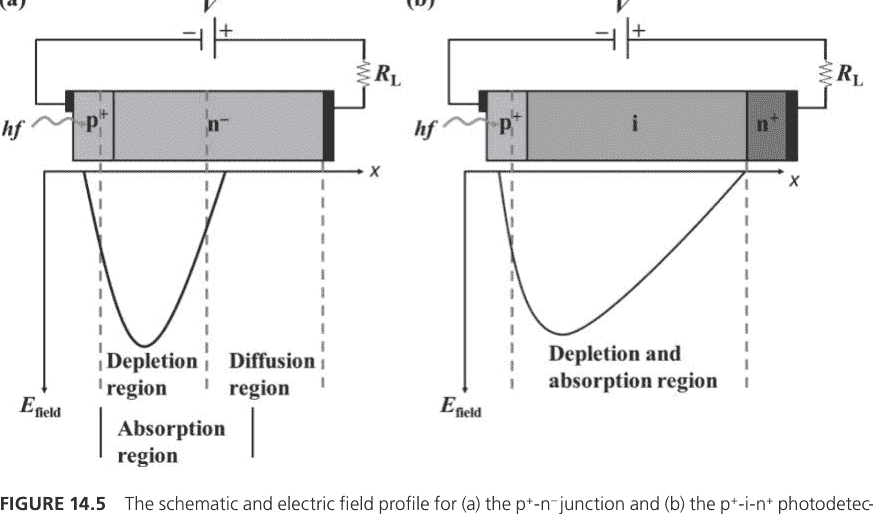 (a)
V
− +
R_L
hf
p⁺
n⁻
x
Depletion region
Diffusion region
E_field
Absorption region
(b)
V
− +
R_L
hf
p⁺
i
n⁺
x
Depletion and
absorption region
E_field
FIGURE 14.5 The schematic and electric field profile for (a) the p⁺-n⁻ junction and (b) the p⁺-i-n⁺ photodetec-